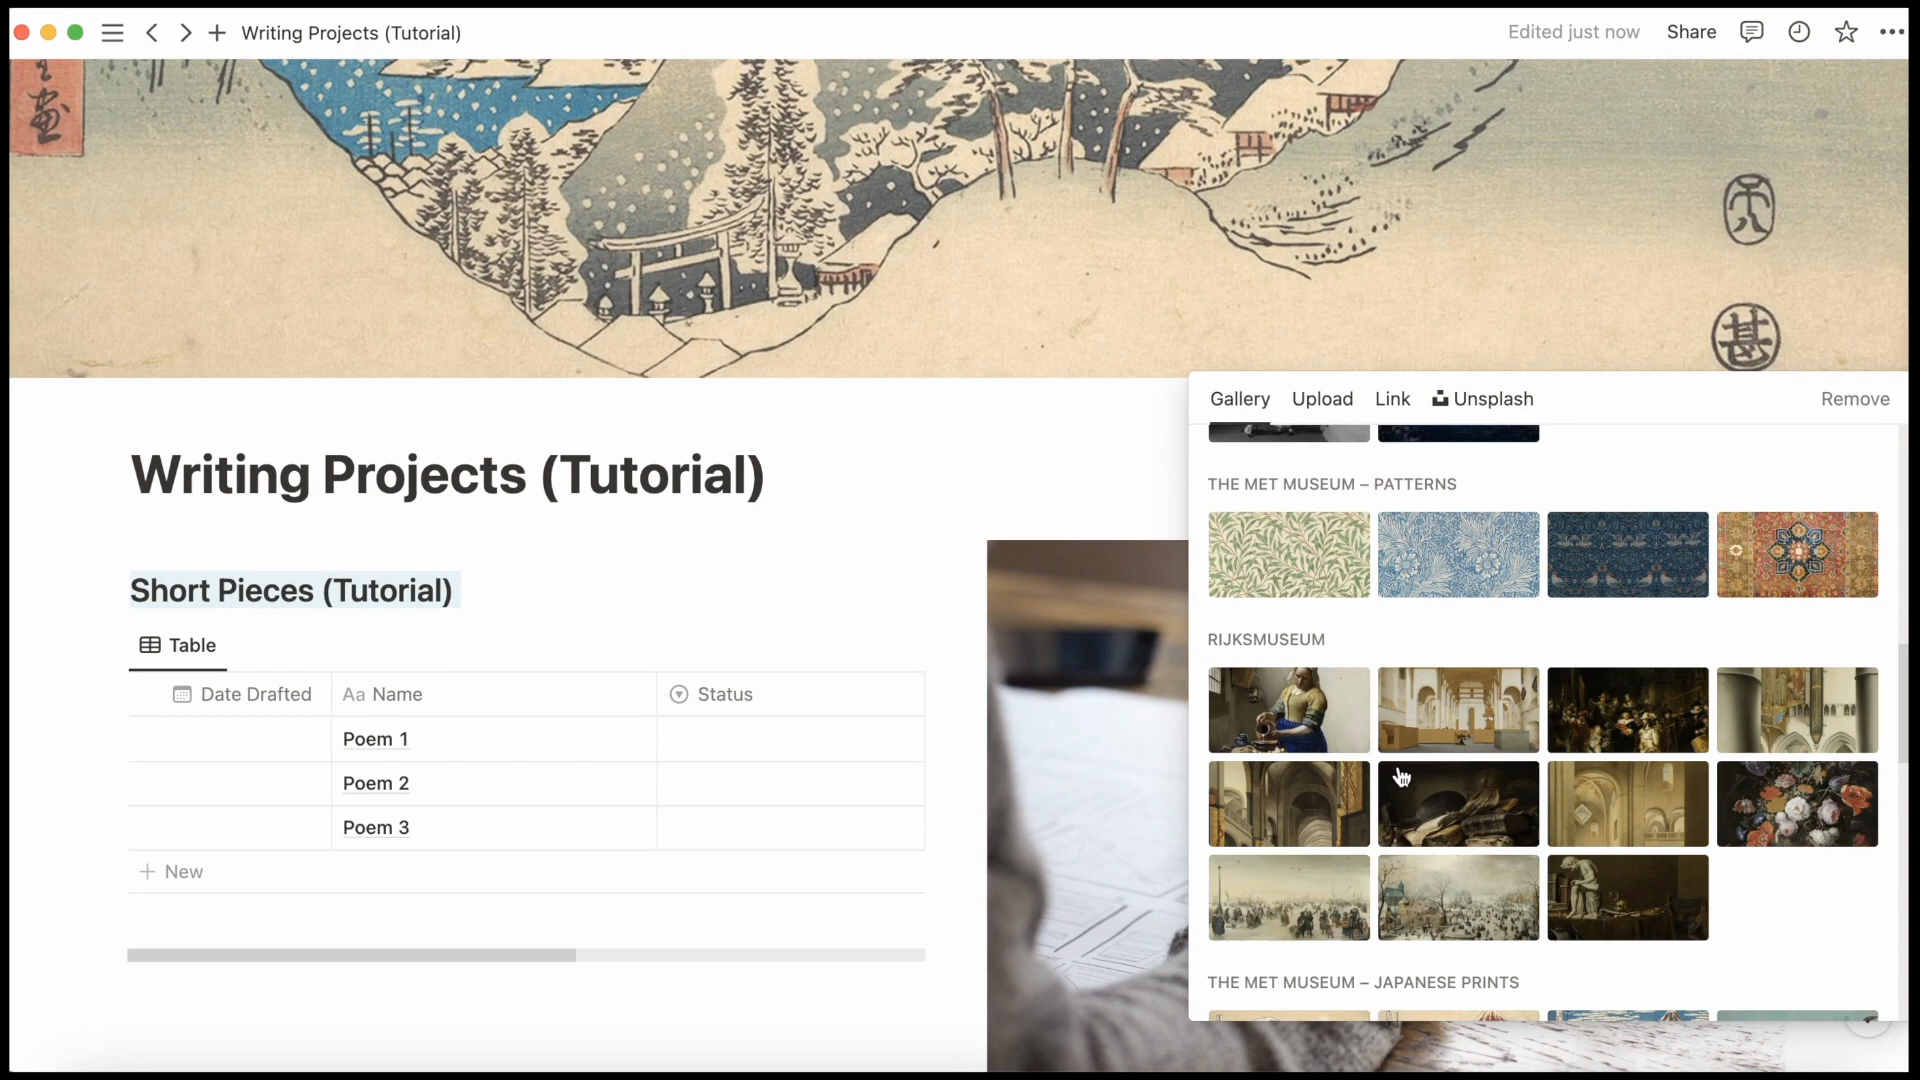 Writing Projects (Tutorial)
Edited just now
Share
画
Gallery
Upload
Link
Unsplash
Remove
THE MET MUSEUM – PATTERNS
RIJKSMUSEUM
THE MET MUSEUM – JAPANESE PRINTS
Writing Projects (Tutorial)
Short Pieces (Tutorial)
Table
Date Drafted
Aa Name
Status
Poem 1
Poem 2
Poem 3
+ New